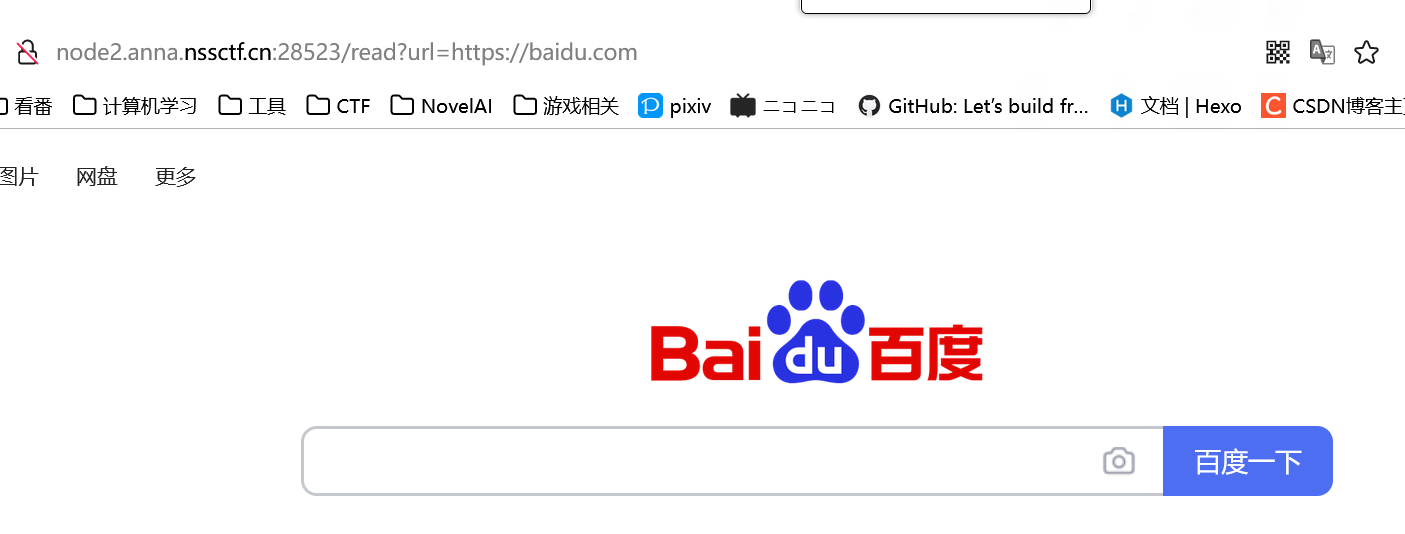 node2.anna.nssctf.cn:28523/read?url=https://baidu.com
看番 计算机学习 工具 CTF NovelAI 游戏相关 pixiv ニコニコ GitHub: Let's build fr... 文档 | Hexo CSDN博客主
图片 网盘 更多
Bai du 百度
百度一下